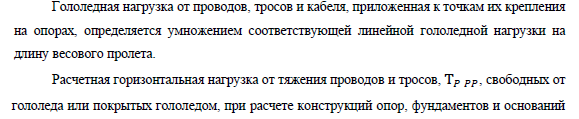 Гололедная нагрузка от проводов, тросов и кабеля, приложенная к точкам их крепления
на опорах, определяется умножением соответствующей линейной гололедной нагрузки на
длину весового пролета.
Расчетная горизонтальная нагрузка от тяжения проводов и тросов, T_P PP, свободных от
гололеда или покрытых гололедом, при расчете конструкций опор, фундаментов и оснований